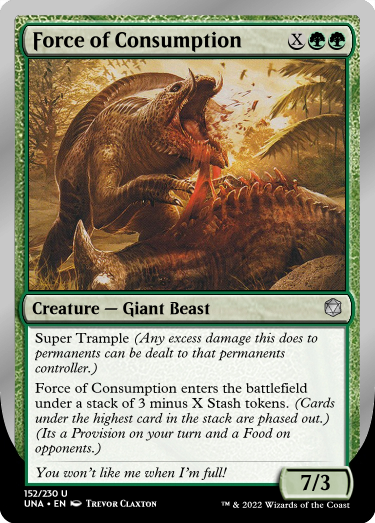 Force of Consumption X
Creature — Giant Beast
Super Trample (Any excess damage this does to
permanents can be dealt to that permanents
controller.)
Force of Consumption enters the battlefield
under a stack of 3 minus X Stash tokens. (Cards
under the highest card in the stack are phased out.)
(Its a Provision on your turn and a Food on
opponents.)
You won't like me when I'm full!
7/3
152/230 U
UNA • EN TREVOR CLAXTON ™ & © 2022 Wizards of the Coast